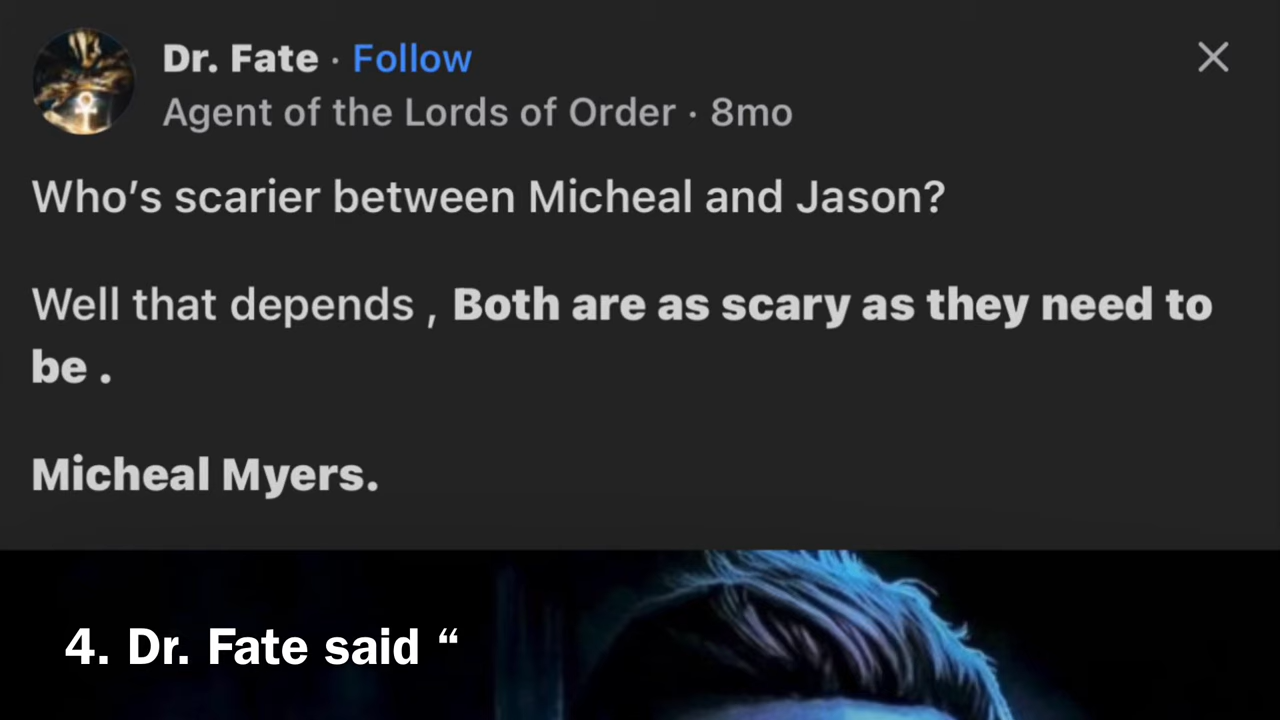 Dr. Fate · Follow
Agent of the Lords of Order · 8mo
Who’s scarier between Micheal and Jason?
Well that depends , Both are as scary as they need to
be .
Micheal Myers.
4. Dr. Fate said “